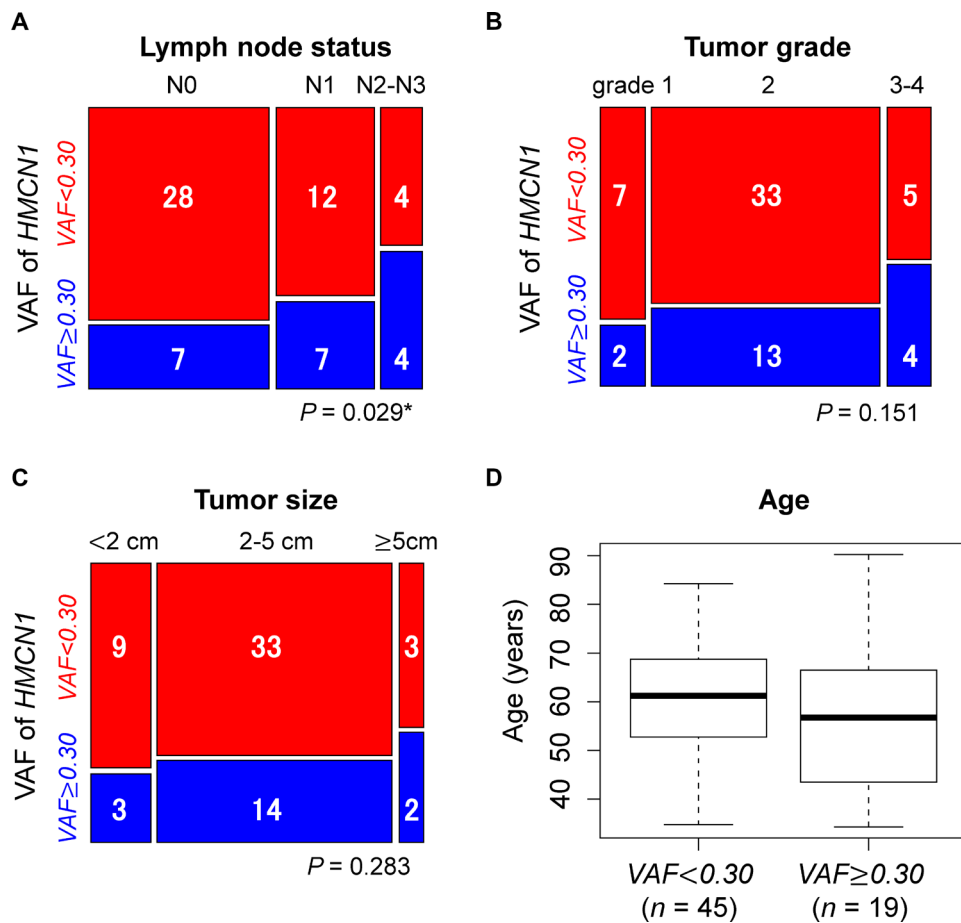 A
Lymph node status
N0 N1 N2-N3
VAF of HMCN1
VAF<0.30
VAF≥0.30
28 12 4
7 7 4
P = 0.029*
B
Tumor grade
grade 1 2 3-4
VAF of HMCN1
VAF<0.30
VAF≥0.30
7 33 5
2 13 4
P = 0.151
C
Tumor size
<2 cm 2-5 cm ≥5cm
VAF of HMCN1
VAF<0.30
VAF≥0.30
9 33 3
3 14 2
P = 0.283
D
Age
Age (years)
90
80
70
60
50
40
VAF<0.30 VAF≥0.30
(n = 45) (n = 19)